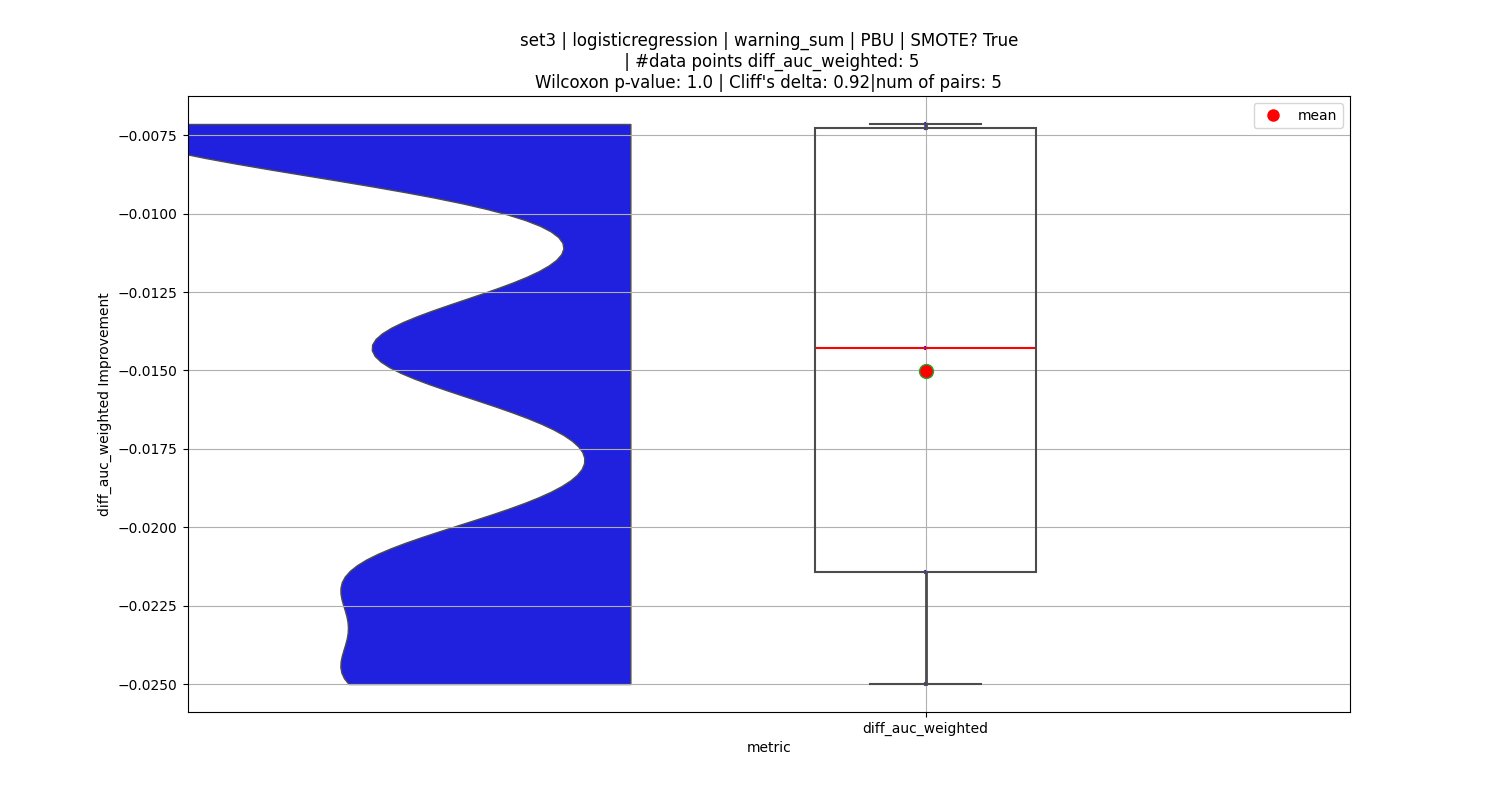 set3 | logisticregression | warning_sum | PBU | SMOTE? True
| #data points diff_auc_weighted: 5
Wilcoxon p-value: 1.0 | Cliff's delta: 0.92|num of pairs: 5
mean
−0.0075
−0.0100
−0.0125
−0.0150
−0.0175
−0.0200
−0.0225
−0.0250
diff_auc_weighted Improvement
diff_auc_weighted
metric